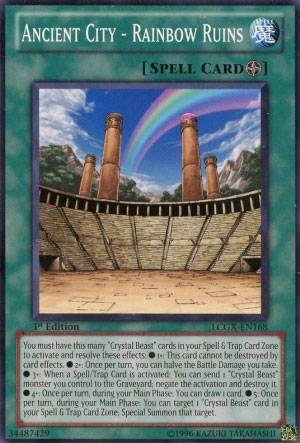 ANCIENT CITY - RAINBOW RUINS
魔
SPELL
[SPELL CARD]
1st Edition
LCGX-EN168
You must have this many "Crystal Beast" cards in your Spell & Trap Card Zone
to activate and resolve these effects: ●1+: This card cannot be destroyed by
card effects. ●2+: Once per turn, you can halve the Battle Damage you take.
●3+: When a Spell/Trap Card is activated: You can send 1 "Crystal Beast"
monster you control to the Graveyard; negate the activation and destroy it.
●4+: Once per turn, during your Main Phase: You can draw 1 card. ●5: Once
per turn, during your Main Phase: You can target 1 "Crystal Beast" card in
your Spell & Trap Card Zone; Special Summon that target.
34487429
©1996 KAZUKI TAKAHASHI